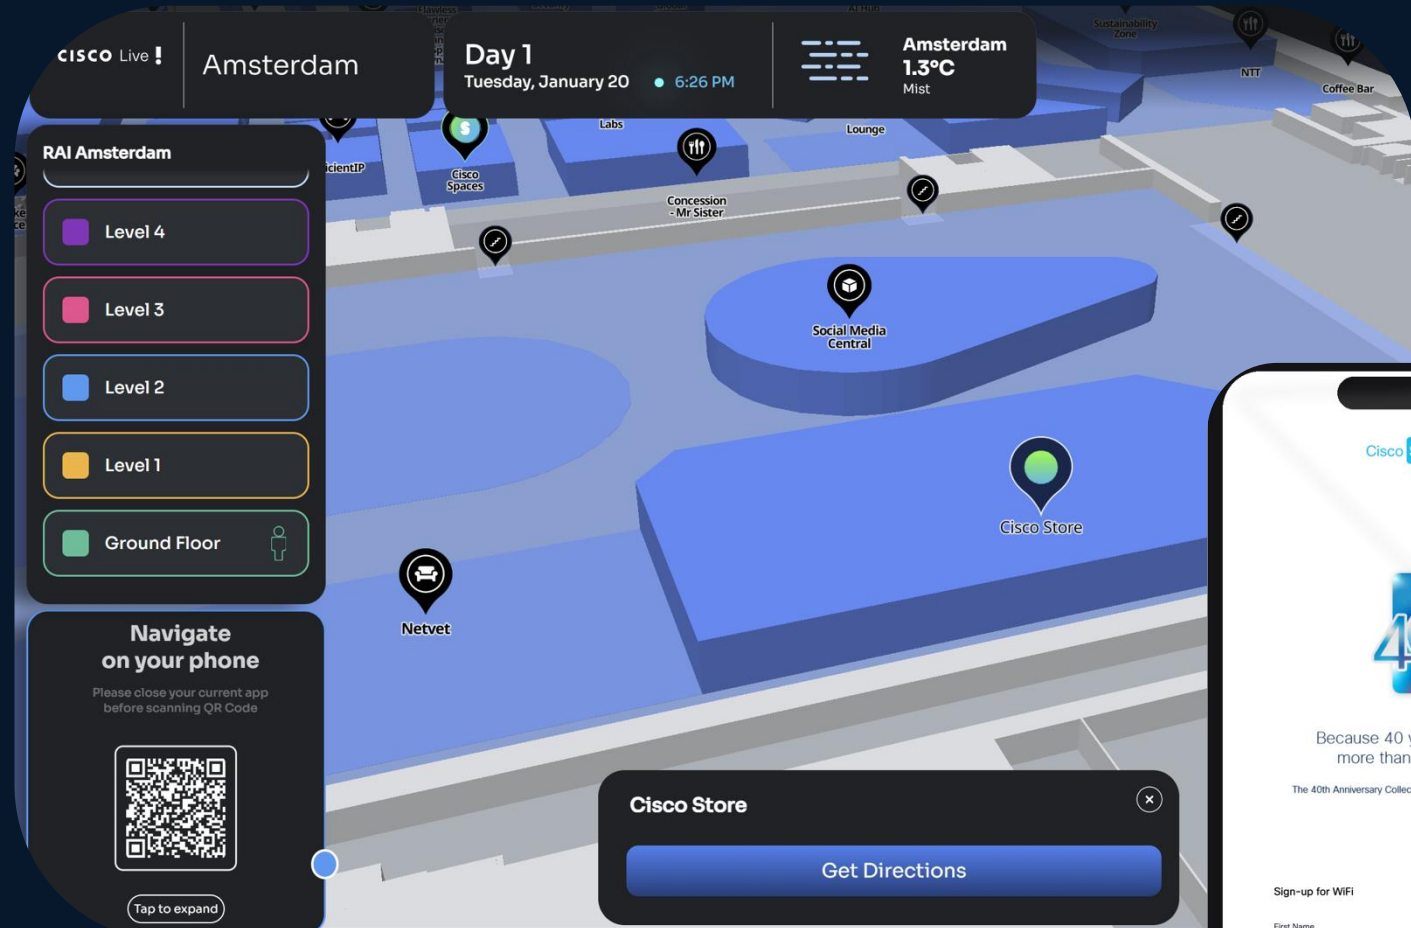 CISCO Live!
Amsterdam
Day 1
Tuesday, January 20
6:26 PM
Amsterdam
1.3°C
Mist
Security
AI Hub
Sustainability
Zone
NTT
Coffee Bar
Labs
Lounge
icientIP
Cisco
Spaces
Concession
- Mr Sister
RAI Amsterdam
Level 4
Level 3
Level 2
Level 1
Ground Floor
Social Media
Central
Cisco Store
Netvet
Navigate
on your phone
Please close your current app
before scanning QR Code
Tap to expand
Cisco Store
Get Directions
Cisco
Because 40 y
more than
The 40th Anniversary Collec
Sign-up for WiFi
First Name